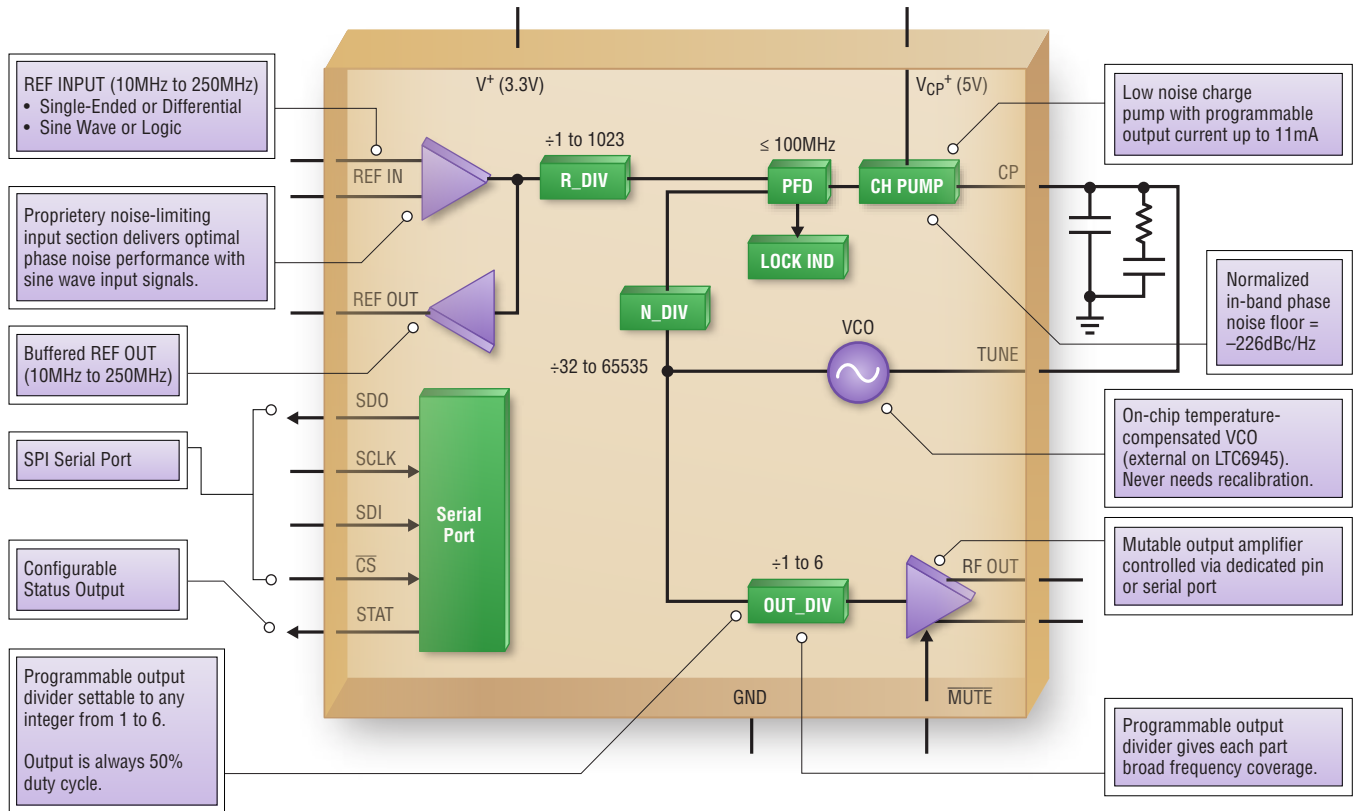 REF INPUT (10MHz to 250MHz)
• Single-Ended or Differential
• Sine Wave or Logic
Proprietery noise-limiting
input section delivers optimal
phase noise performance with
sine wave input signals.
Buffered REF OUT
(10MHz to 250MHz)
SPI Serial Port
Configurable
Status Output
Programmable output
divider settable to any
integer from 1 to 6.
Output is always 50%
duty cycle.
V+ (3.3V)
VCP+ (5V)
REF IN
÷1 to 1023
R_DIV
≤ 100MHz
PFD
CH PUMP
CP
LOCK IND
REF OUT
N_DIV
÷32 to 65535
VCO
TUNE
SDO
SCLK
SDI
C̅S̅
STAT
Serial
Port
÷1 to 6
OUT_DIV
RF OUT
GND
M̅U̅T̅E̅
Low noise charge
pump with programmable
output current up to 11mA
Normalized
in-band phase
noise floor =
–226dBc/Hz
On-chip temperature-
compensated VCO
(external on LTC6945).
Never needs recalibration.
Mutable output amplifier
controlled via dedicated pin
or serial port
Programmable output
divider gives each part
broad frequency coverage.